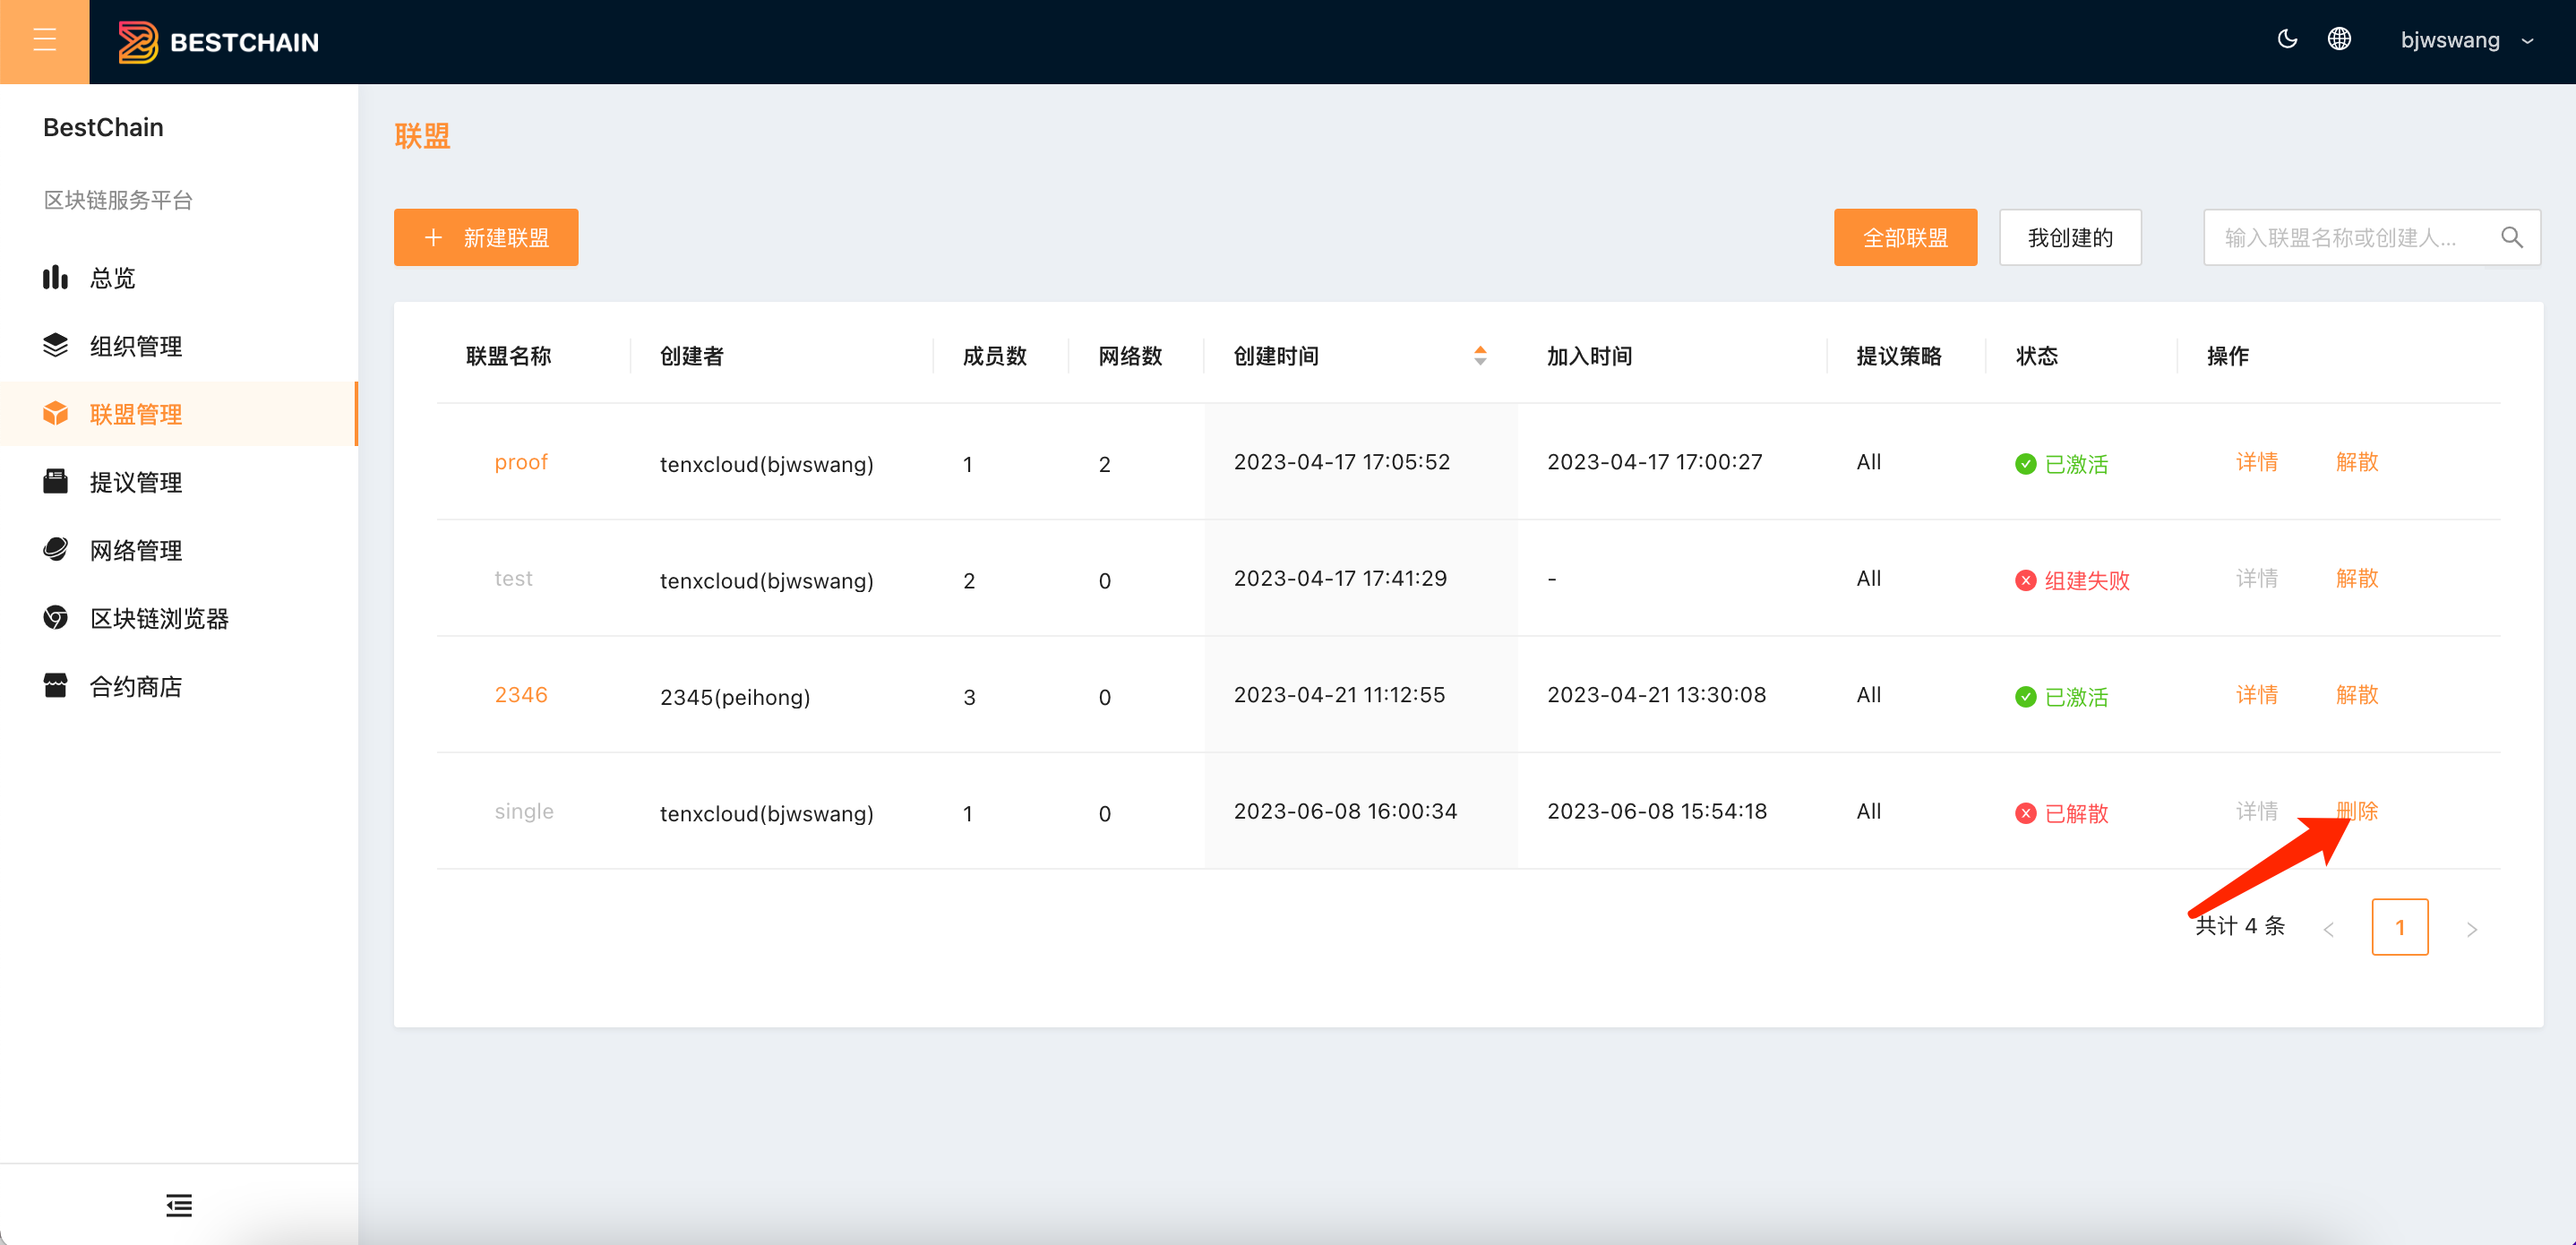 BESTCHAIN
bjwswang
BestChain
区块链服务平台
总览
组织管理
联盟管理
提议管理
网络管理
区块链浏览器
合约商店
联盟
新建联盟
全部联盟 我创建的 输入联盟名称或创建人...
联盟名称 创建者 成员数 网络数 创建时间 加入时间 提议策略 状态 操作
proof tenxcloud(bjwswang) 1 2 2023-04-17 17:05:52 2023-04-17 17:00:27 All 已激活 详情 解散
test tenxcloud(bjwswang) 2 0 2023-04-17 17:41:29 - All 组建失败 详情 解散
2346 2345(peihong) 3 0 2023-04-21 11:12:55 2023-04-21 13:30:08 All 已激活 详情 解散
single tenxcloud(bjwswang) 1 0 2023-06-08 16:00:34 2023-06-08 15:54:18 All 已解散 详情 删除
共计 4 条 < 1 >